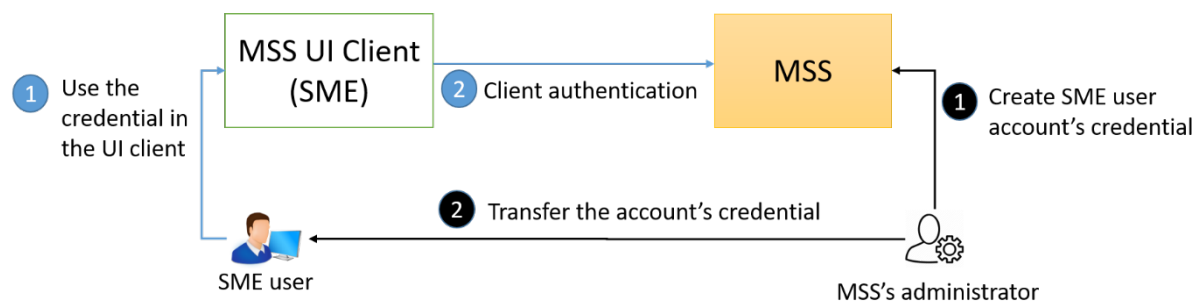 MSS UI Client
(SME)
MSS
1
Use the
credential in
the UI client
2
Client authentication
1
Create SME user
account's credential
2
Transfer the account's credential
SME user
MSS's administrator